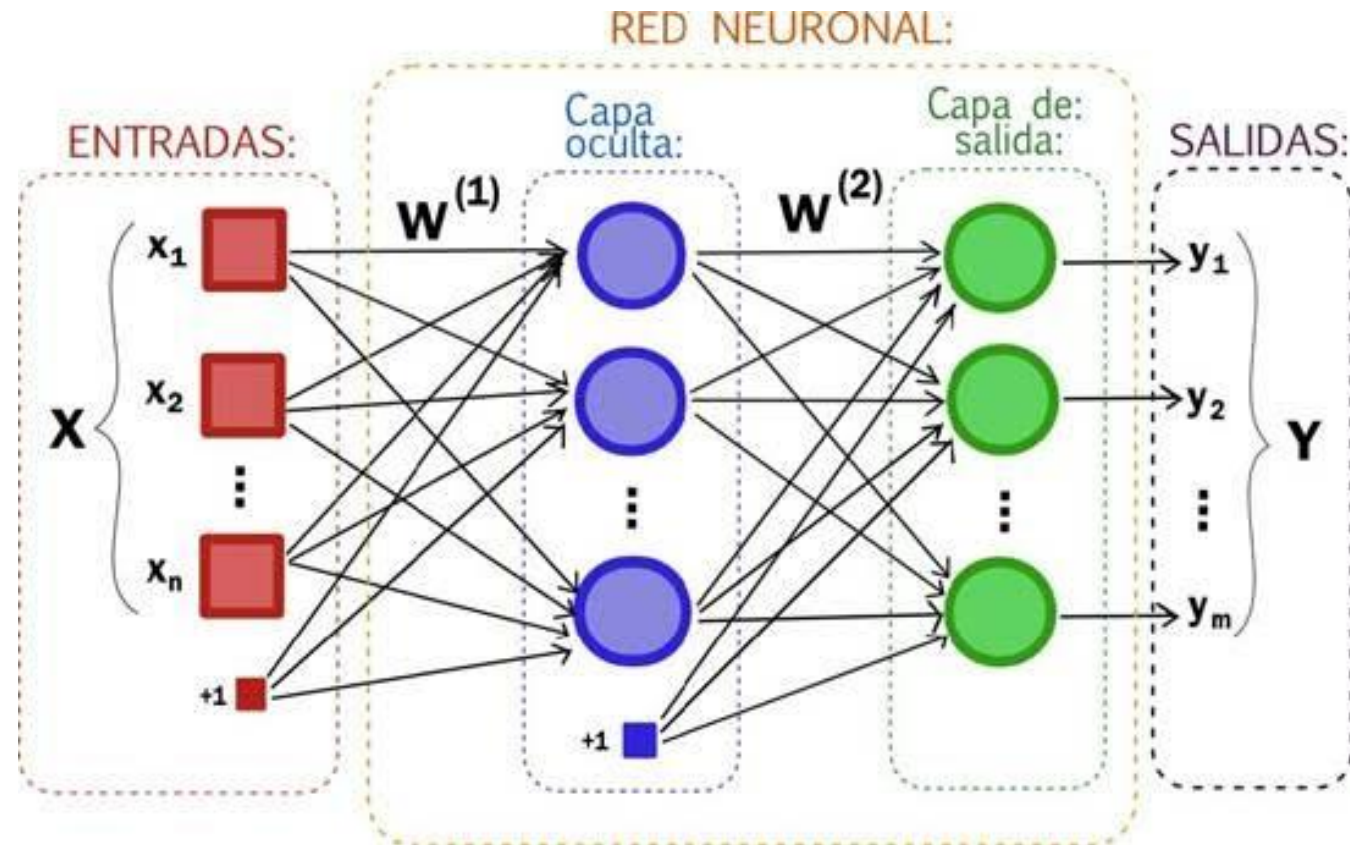 RED NEURONAL:
ENTRADAS:
Capa
oculta:
Capa de:
salida:
SALIDAS:
W(1)
W(2)
X
x1
x2
xn
+1
+1
y1
y2
ym
Y